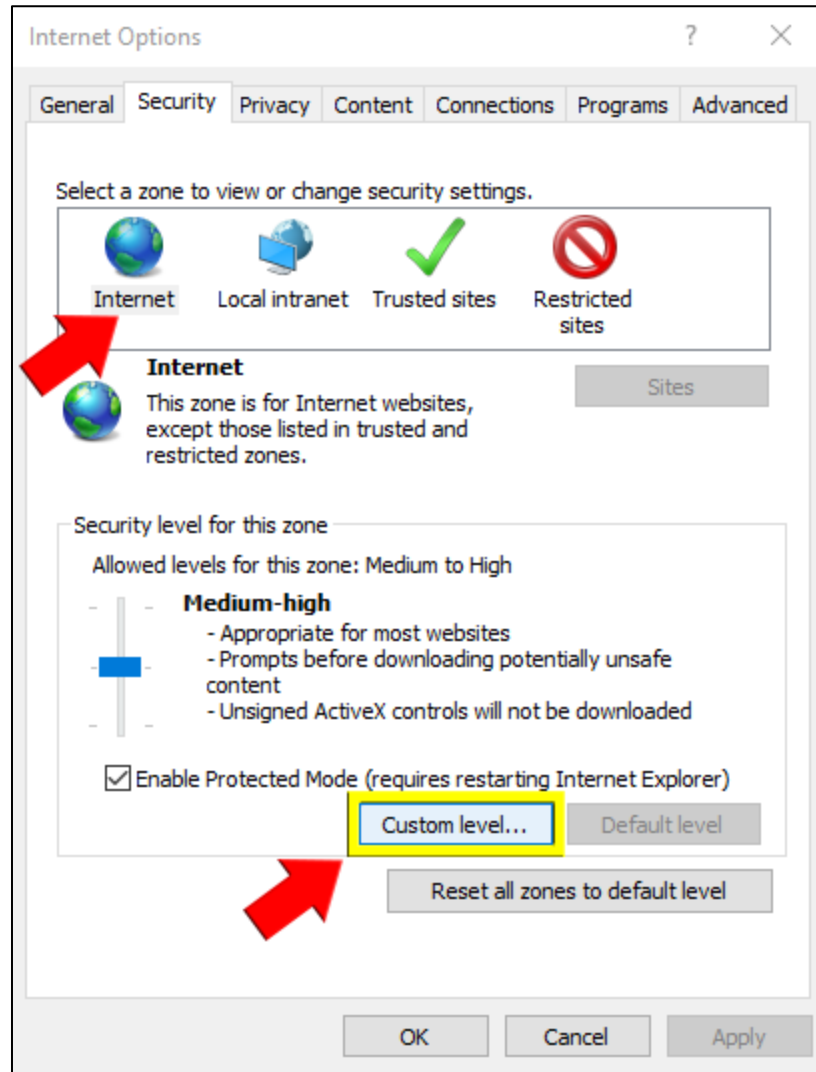 Internet Options ?
General Security Privacy Content Connections Programs Advanced
Select a zone to view or change security settings.
Internet Local intranet Trusted sites Restricted
sites
Internet
Sites
This zone is for Internet websites,
except those listed in trusted and
restricted zones.
Security level for this zone
Allowed levels for this zone: Medium to High
Medium-high
- Appropriate for most websites
- Prompts before downloading potentially unsafe
content
- Unsigned ActiveX controls will not be downloaded
Enable Protected Mode (requires restarting Internet Explorer)
Custom level... Default level
Reset all zones to default level
OK Cancel Apply